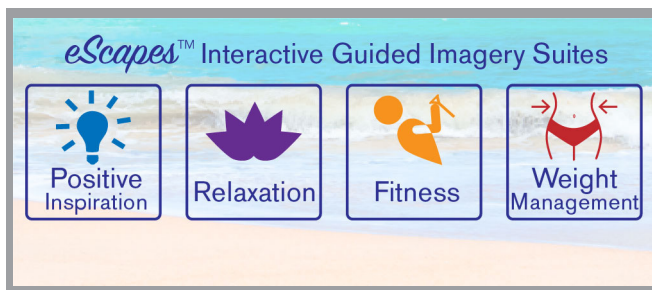 eScapes™ Interactive Guided Imagery Suites
Positive
Inspiration
Relaxation
Fitness
Weight
Management